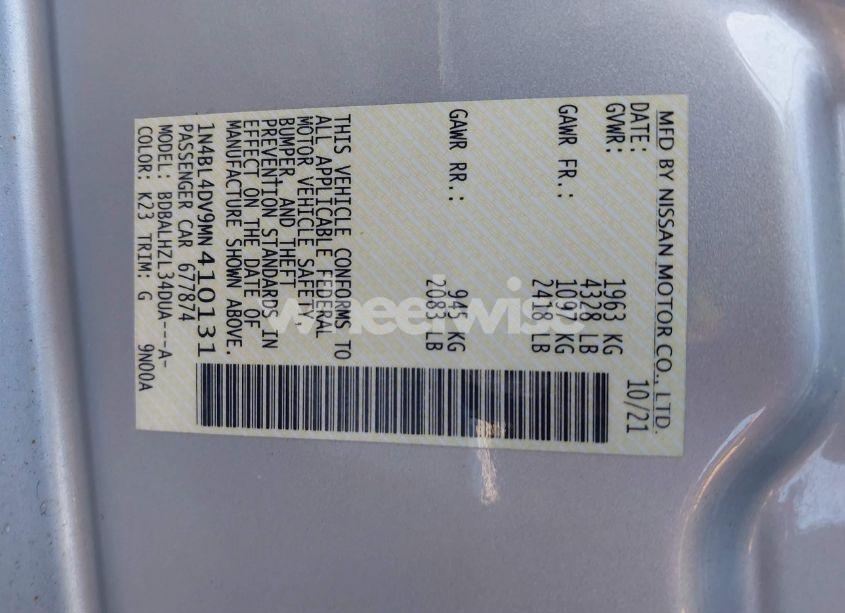 MFD BY NISSAN MOTOR CO., LTD.
DATE: 10/21
GVWR: 1963 KG
4328 LB
GAWR FR.: 1097 KG
2418 LB
GAWR RR.: 945 KG
2083 LB
THIS VEHICLE CONFORMS TO
ALL APPLICABLE FEDERAL
MOTOR VEHICLE SAFETY,
BUMPER, AND THEFT
PREVENTION STANDARDS IN
EFFECT ON THE DATE OF
MANUFACTURE SHOWN ABOVE.
1N4BL4DV9MN410131
PASSENGER CAR 677874
MODEL: BDBALHZL34DUA---A-
COLOR: K23 TRIM: G 9N00A
wheelwise